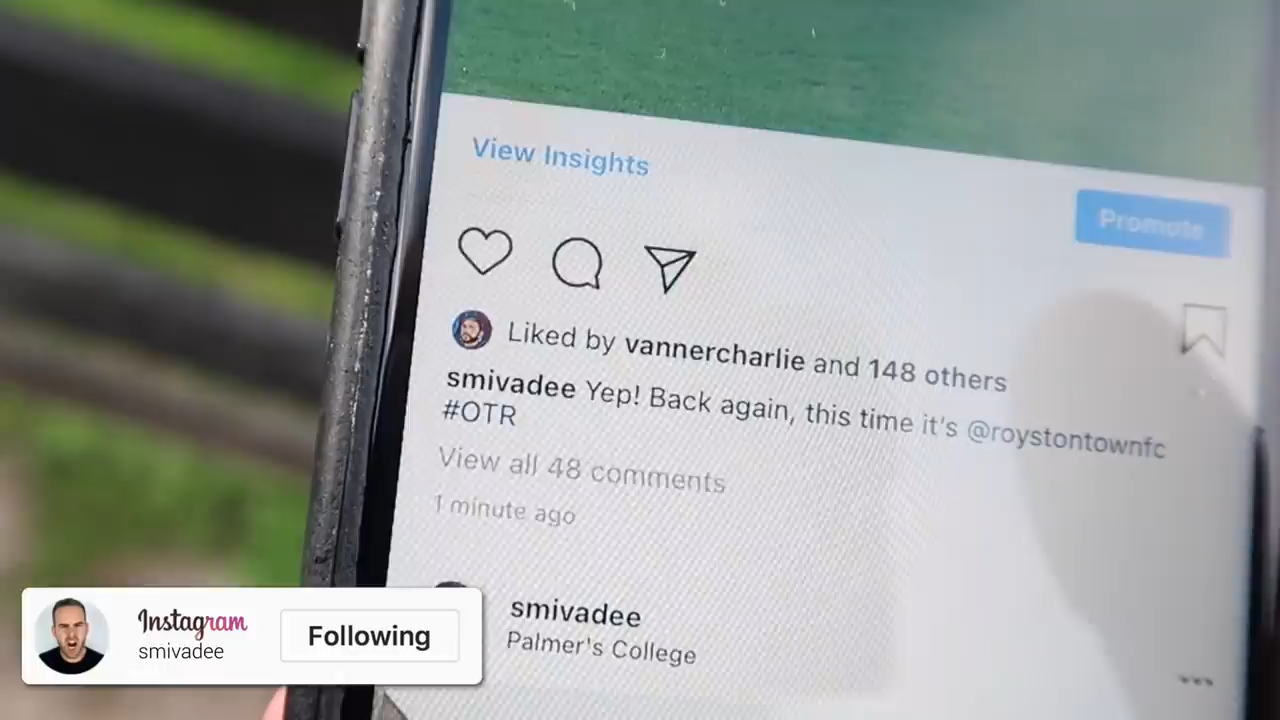 View Insights
Promote
Liked by vannercharlie and 148 others
smivadee Yep! Back again, this time it's @roystontownfc
#OTR
View all 48 comments
1 minute ago
smivadee
Palmer's College
Instagram
smivadee
Following